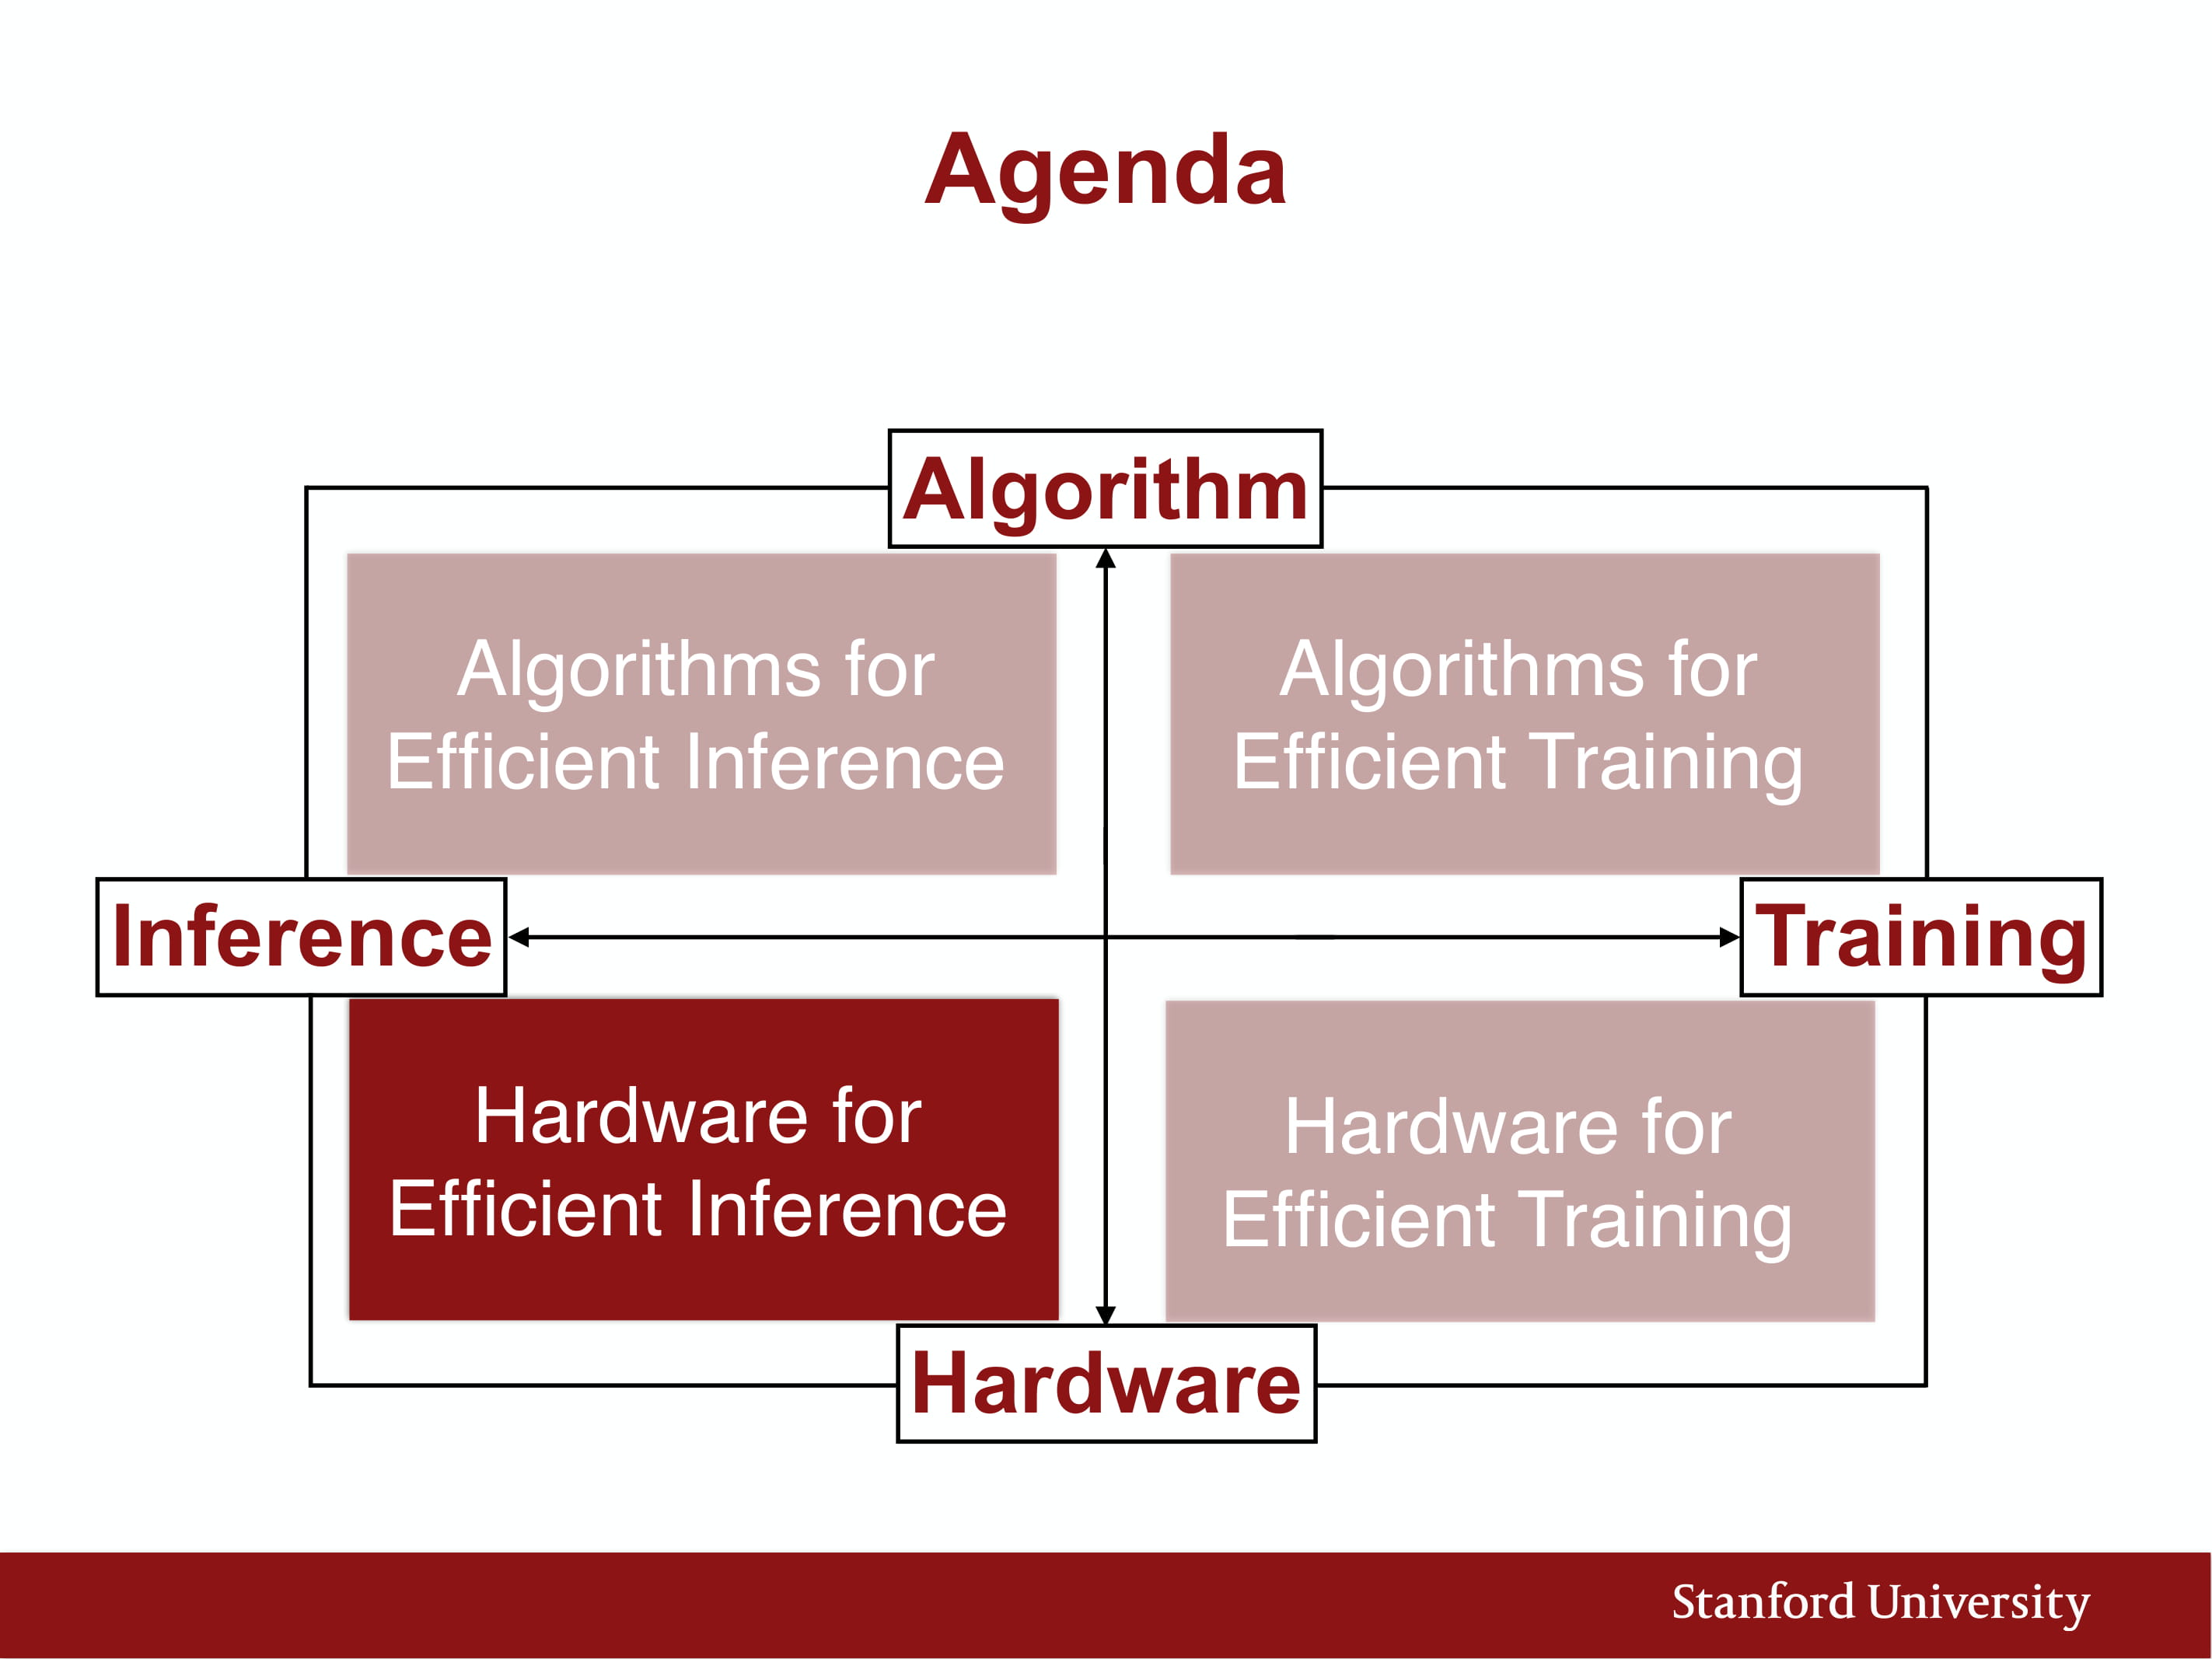 Agenda
Algorithm
Algorithms for
Efficient Inference
Algorithms for
Efficient Training
Inference
Training
Hardware for
Efficient Inference
Hardware for
Efficient Training
Hardware
Stanford University